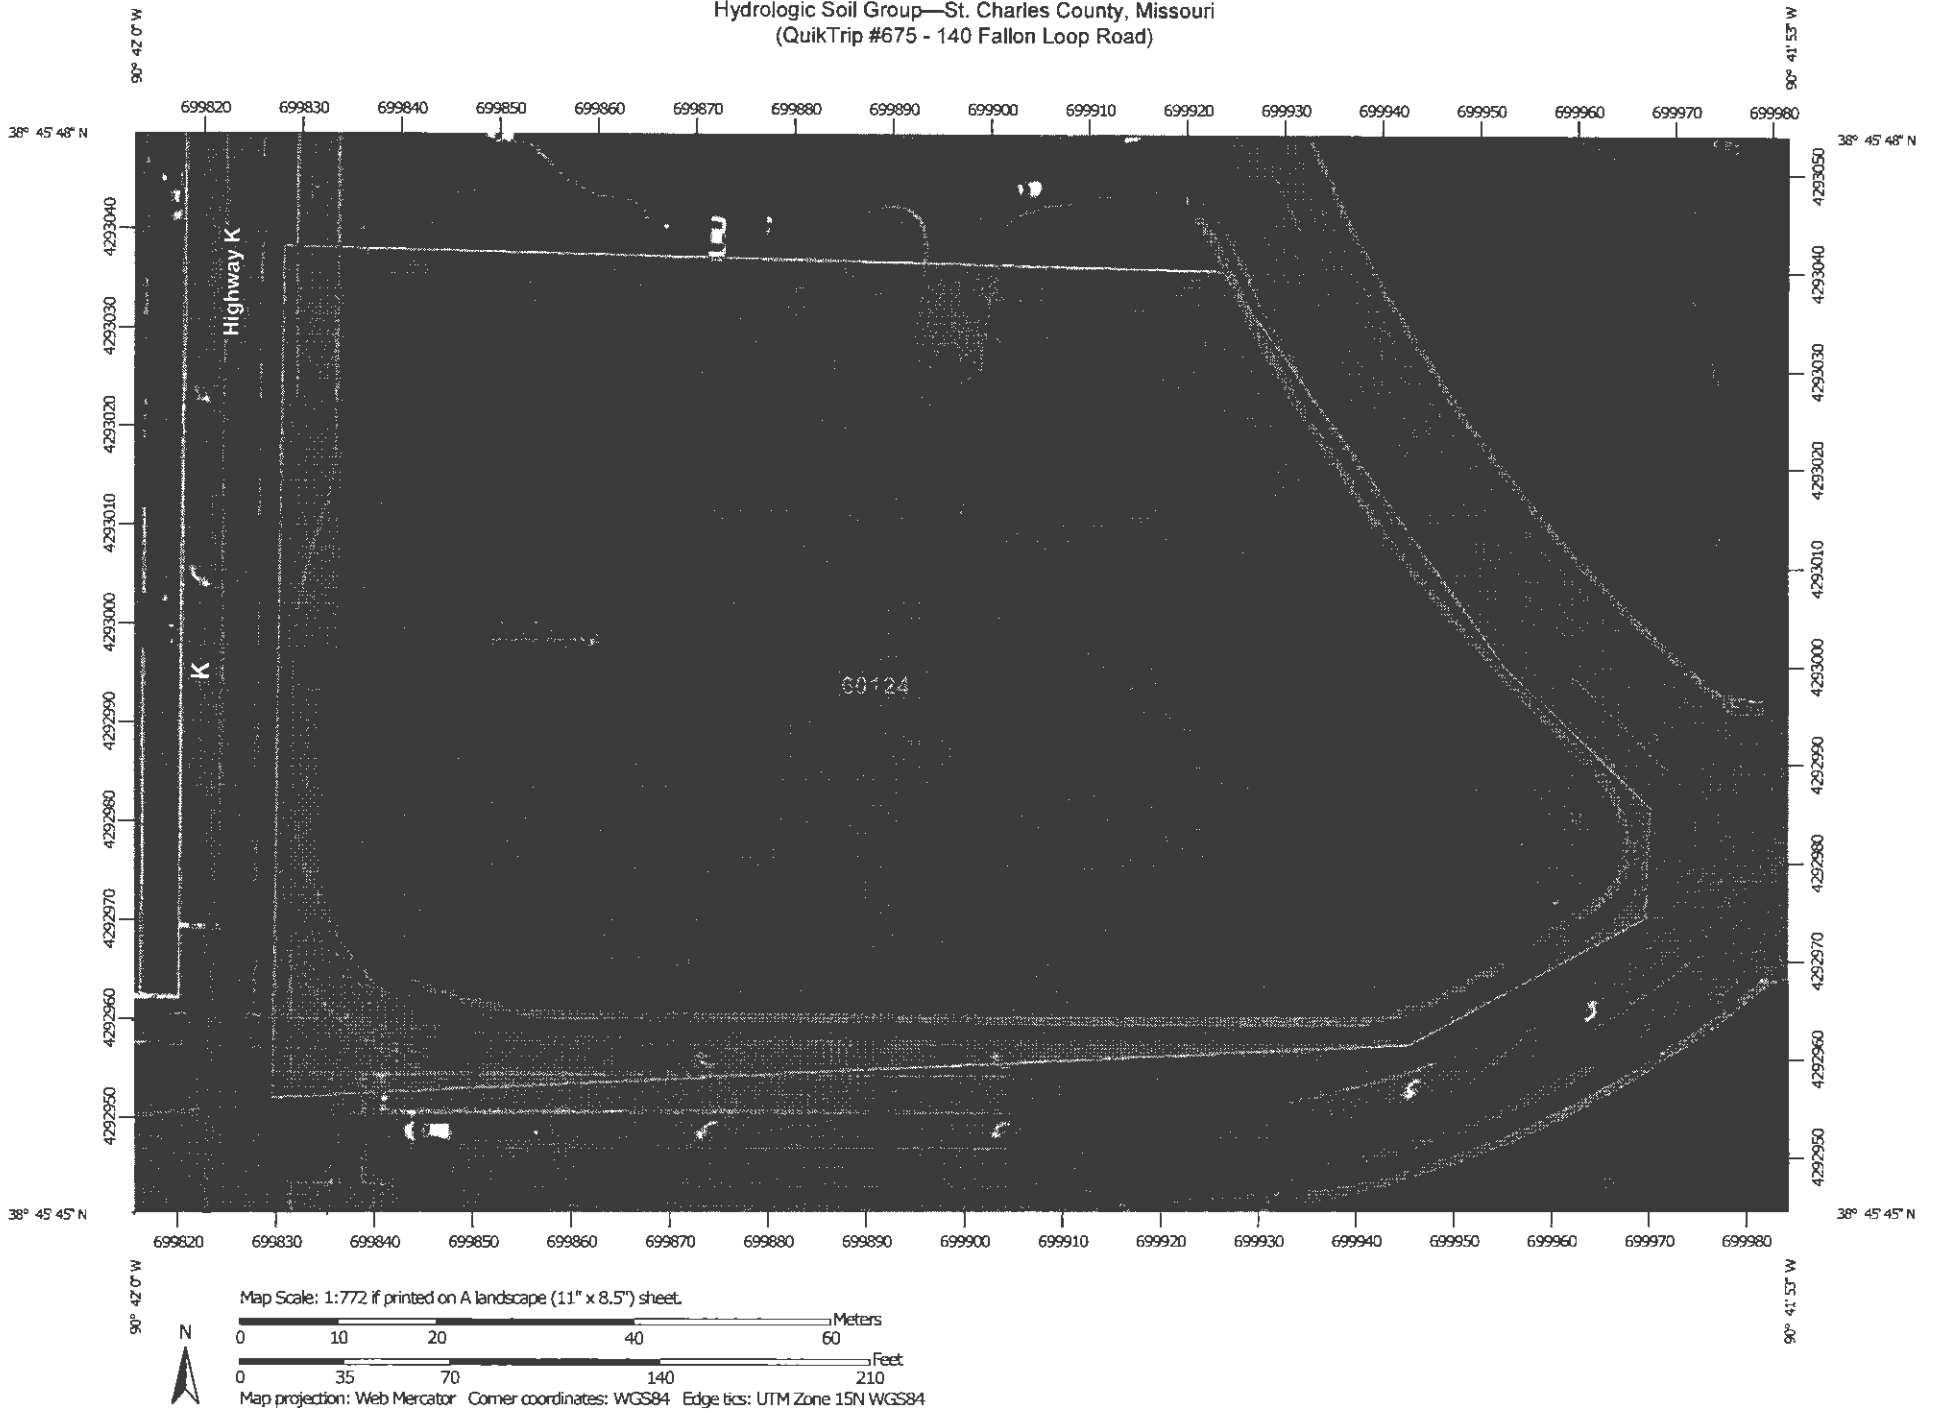 Hydrologic Soil Group—St. Charles County, Missouri
(QuikTrip #675 - 140 Fallon Loop Road)
90° 42' 0" W
90° 41' 53" W
699820 699830 699840 699850 699860 699870 699880 699890 699900 699910 699920 699930 699940 699950 699960 699970 699980
38° 45' 48" N
38° 45' 48" N
4293040
4293030
4293020
4293010
4293000
4292990
4292980
4292970
4292960
4292950
Highway K
K
60124
4293050
4293040
4293030
4293020
4293010
4293000
4292990
4292980
4292970
4292960
4292950
38° 45' 45" N
38° 45' 45" N
699820 699830 699840 699850 699860 699870 699880 699890 699900 699910 699920 699930 699940 699950 699960 699970 699980
90° 42' 0" W
90° 41' 53" W
Map Scale: 1:772 if printed on A landscape (11" x 8.5") sheet.
Meters
0 10 20 40 60
N
Feet
0 35 70 140 210
Map projection: Web Mercator Corner coordinates: WGS84 Edge tics: UTM Zone 15N WGS84